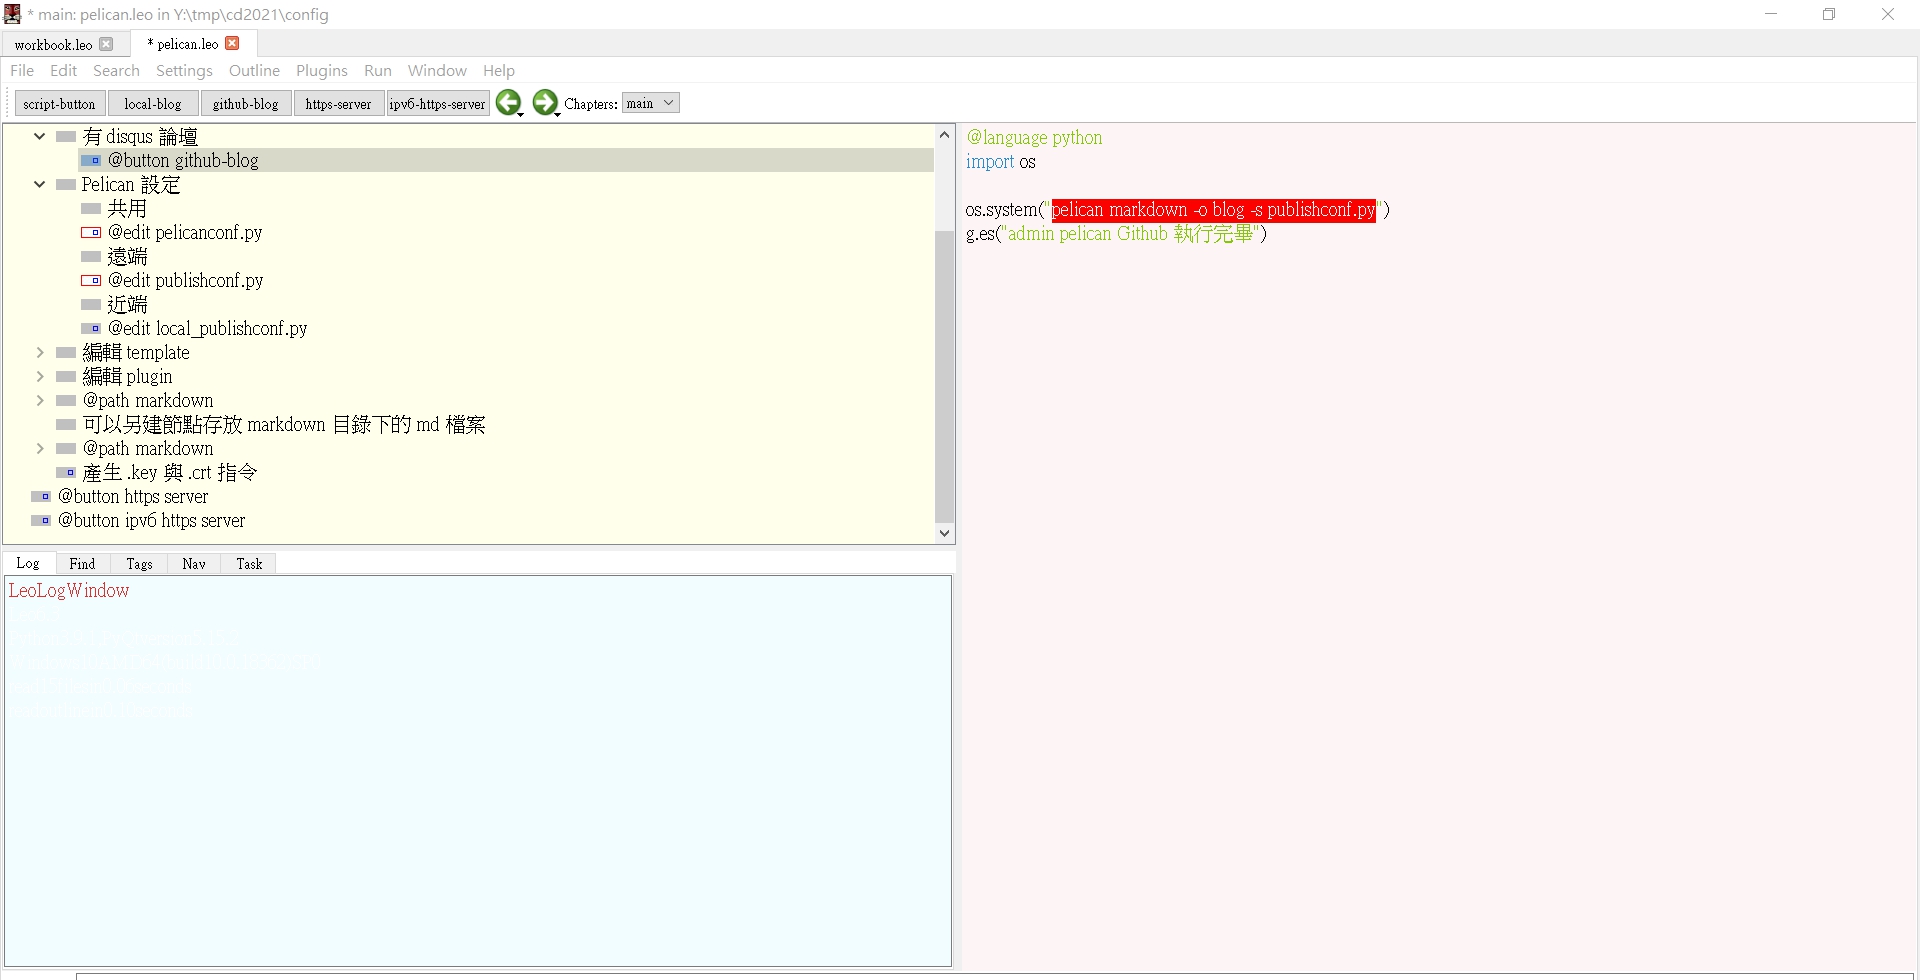 * main: pelican.leo in Y:\tmp\cd2021\config
workbook.leo
* pelican.leo
File Edit Search Settings Outline Plugins Run Window Help
script-button local-blog github-blog https-server ipv6-https-server Chapters: main
有 disqus 論壇
@button github-blog
Pelican 設定
共用
@edit pelicanconf.py
遠端
@edit publishconf.py
近端
@edit local_publishconf.py
編輯 template
編輯 plugin
@path markdown
可以另建節點存放 markdown 目錄下的 md 檔案
@path markdown
產生 .key 與 .crt 指令
@button https server
@button ipv6 https server
Log Find Tags Nav Task
LeoLogWindow
@language python
import os
os.system("pelican markdown -o blog -s publishconf.py")
g.es("admin pelican Github 執行完畢")